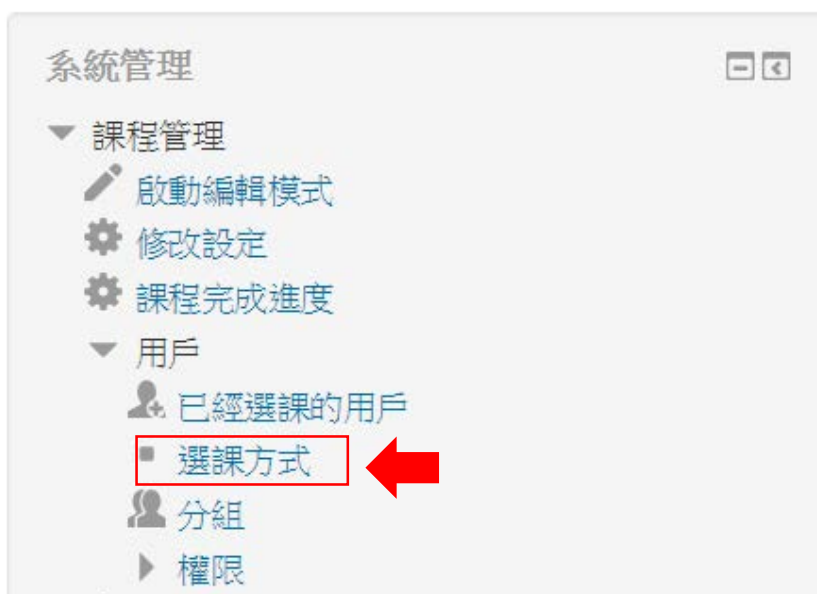 系統管理
課程管理
啟動編輯模式
修改設定
課程完成進度
用戶
已經選課的用戶
選課方式
分組
權限